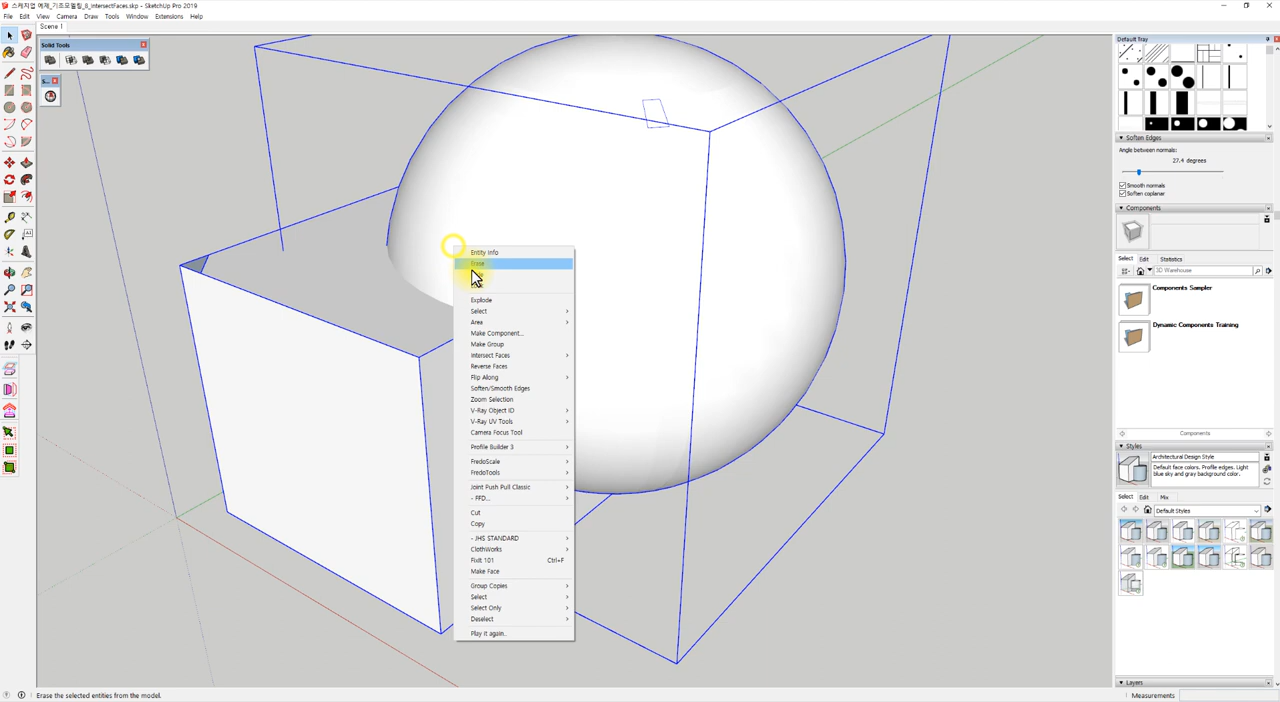 스케치업 예제_기초모델링_8_IntersectFaces.skp - SketchUp Pro 2019
File Edit View Camera Draw Tools Window Extensions Help
Scene 1
Solid Tools
S...
Entity Info
Erase
Explode
Select
Area
Make Component...
Make Group
Intersect Faces
Reverse Faces
Flip Along
Soften/Smooth Edges
Zoom Selection
V-Ray Object ID
V-Ray UV Tools
Camera Focus Tool
Profile Builder 3
FredoScale
FredoTools
Joint Push Pull Classic
- FFD...
Cut
Copy
- JHS STANDARD
ClothWorks
FixIt 101 Ctrl+F
Make Face
Group Copies
Select
Select Only
Deselect
Play it again...
Default Tray
Soften Edges
Angle between normals:
27.4 degrees
Smooth normals
Soften coplanar
Components
Select Edit Statistics
3D Warehouse
Components Sampler
Dynamic Components Training
Components
Styles
Architectural Design Style
Default face colors. Profile edges. Light blue sky and gray background color.
Select Edit Mix
Default Styles
Layers
Erase the selected entities from the model.
Measurements